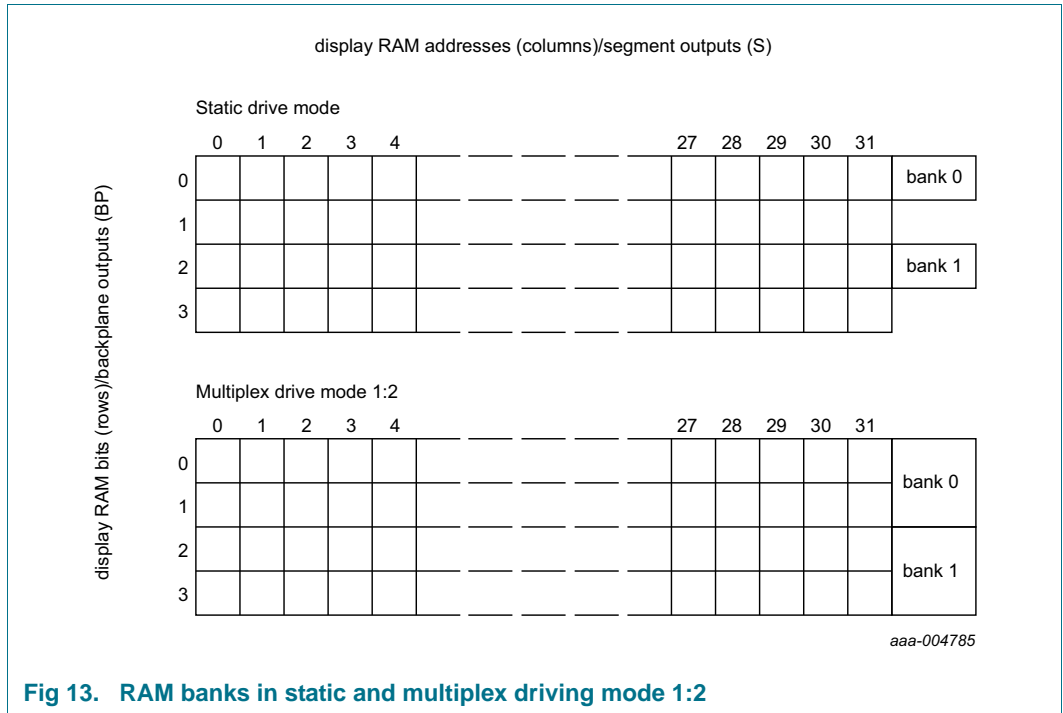 display RAM addresses (columns)/segment outputs (S)
display RAM bits (rows)/backplane outputs (BP)
Static drive mode
0 1 2 3 4 27 28 29 30 31
0 bank 0
1
2 bank 1
3
Multiplex drive mode 1:2
0 1 2 3 4 27 28 29 30 31
0
bank 0
1
2
bank 1
3
aaa-004785
Fig 13. RAM banks in static and multiplex driving mode 1:2